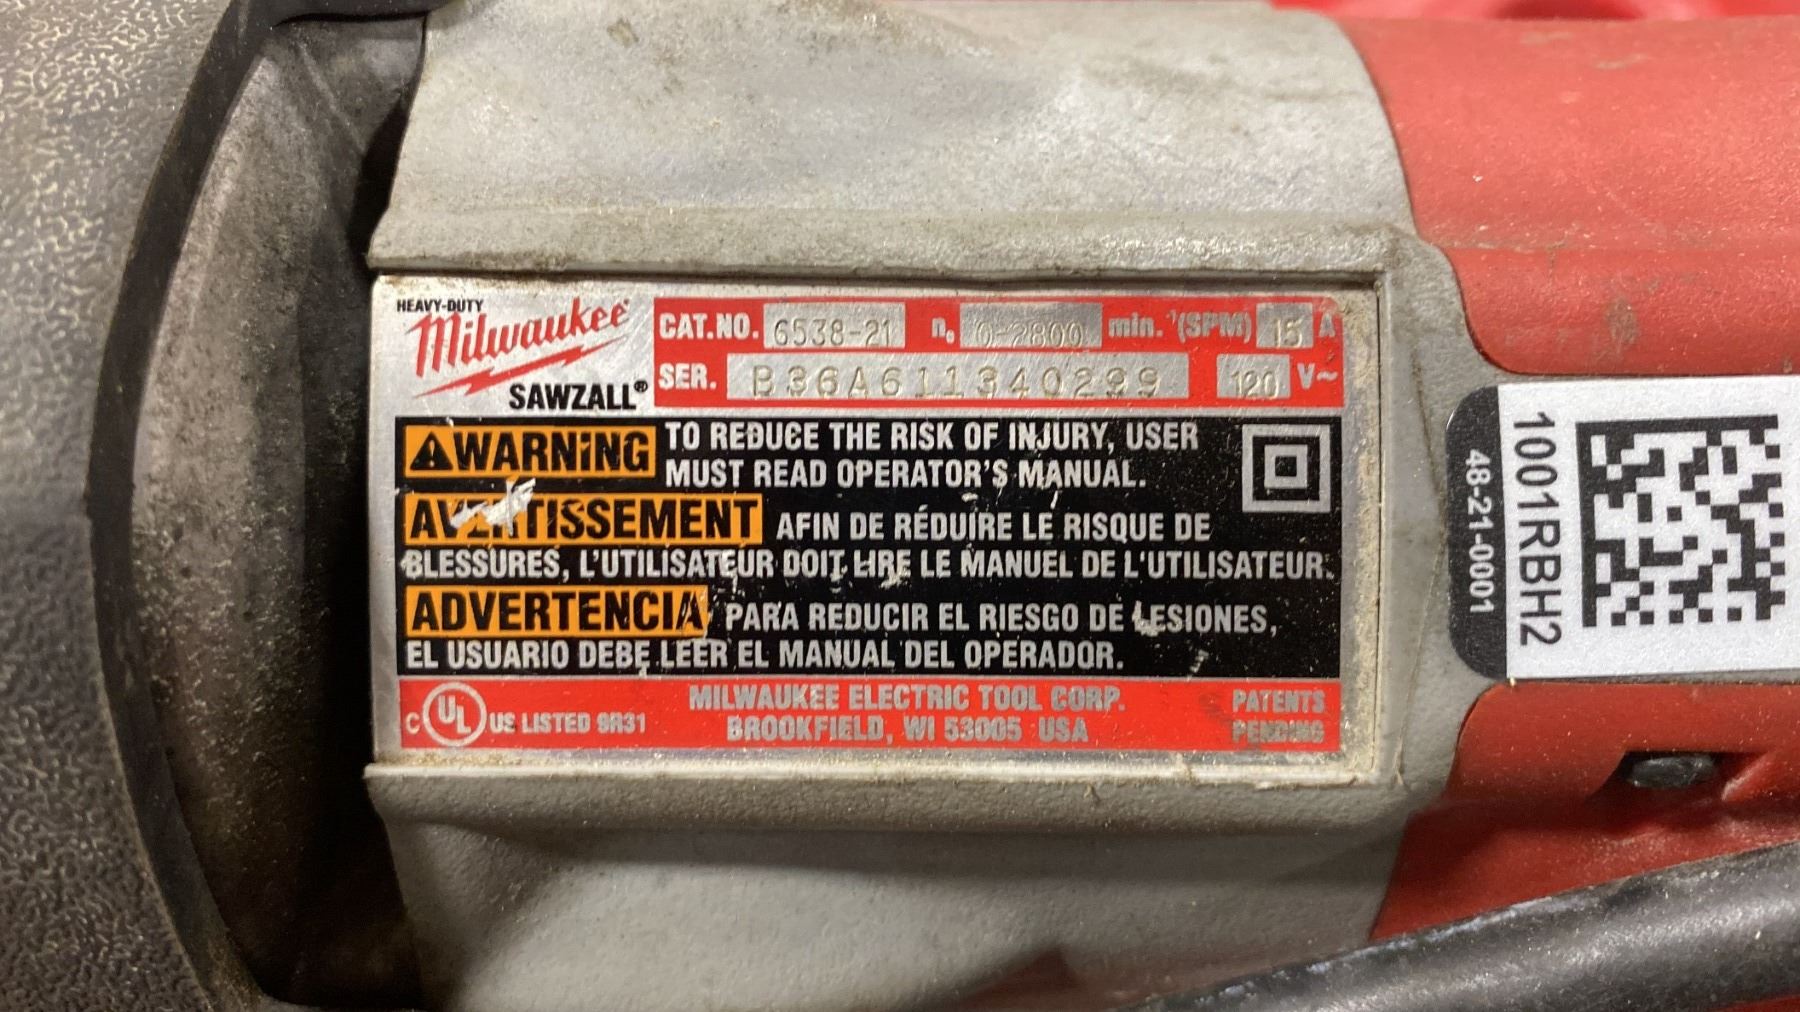 HEAVY-DUTY
Milwaukee
SAWZALL®
CAT.NO. 6538-21 n₀ 0-2800 min.⁻¹(SPM) 15 A
SER. B36A611340299 120 V~
WARNING TO REDUCE THE RISK OF INJURY, USER
MUST READ OPERATOR'S MANUAL.
AVERTISSEMENT AFIN DE RÉDUIRE LE RISQUE DE
BLESSURES, L'UTILISATEUR DOIT LIRE LE MANUEL DE L'UTILISATEUR.
ADVERTENCIA PARA REDUCIR EL RIESGO DE LESIONES,
EL USUARIO DEBE LEER EL MANUAL DEL OPERADOR.
C UL US LISTED 9R31
MILWAUKEE ELECTRIC TOOL CORP.
BROOKFIELD, WI 53005 USA
PATENTS
PENDING
1001RBH2
48-21-0001